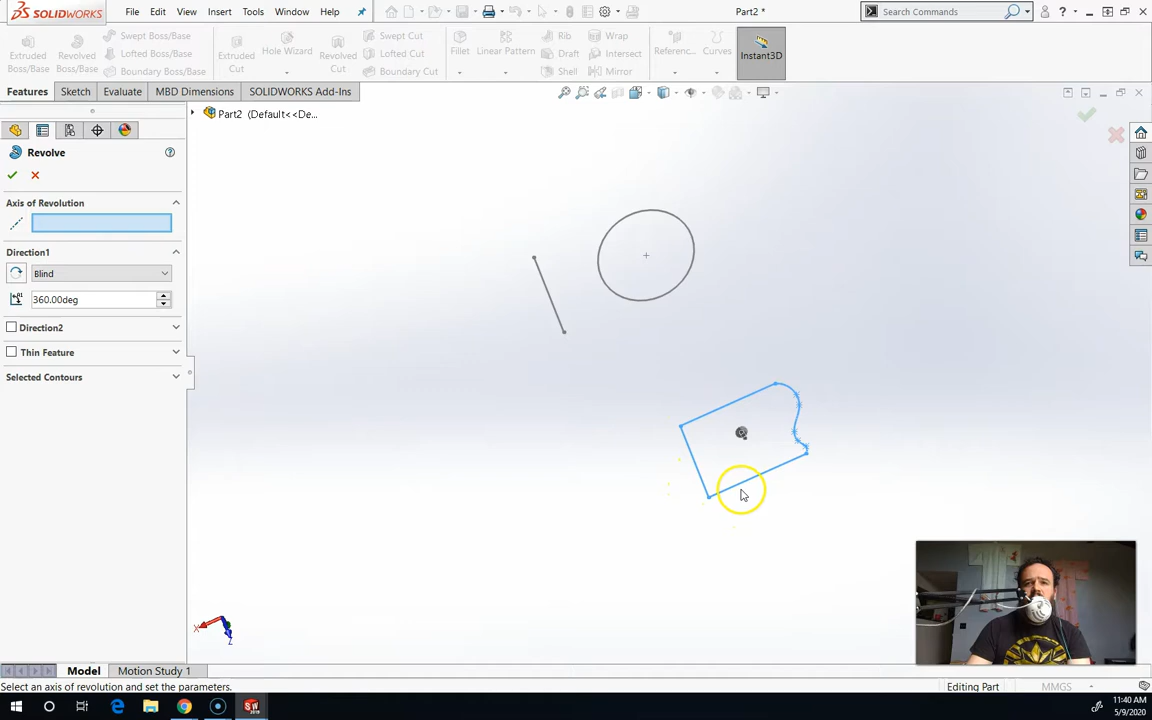 SOLIDWORKS File Edit View Insert Tools Window Help Part2 * Search Commands
Extruded Boss/Base
Revolved Boss/Base
Swept Boss/Base
Lofted Boss/Base
Boundary Boss/Base
Extruded Cut
Hole Wizard
Revolved Cut
Swept Cut
Lofted Cut
Boundary Cut
Fillet
Linear Pattern
Rib
Draft
Shell
Wrap
Intersect
Mirror
Referenc...
Curves
Instant3D
Features Sketch Evaluate MBD Dimensions SOLIDWORKS Add-Ins
Part2 (Default<<De...
Revolve
Axis of Revolution
Direction1
Blind
360.00deg
Direction2
Thin Feature
Selected Contours
X
Z
Model Motion Study 1
Select an axis of revolution and set the parameters. Editing Part MMGS
11:40 AM
5/9/2020